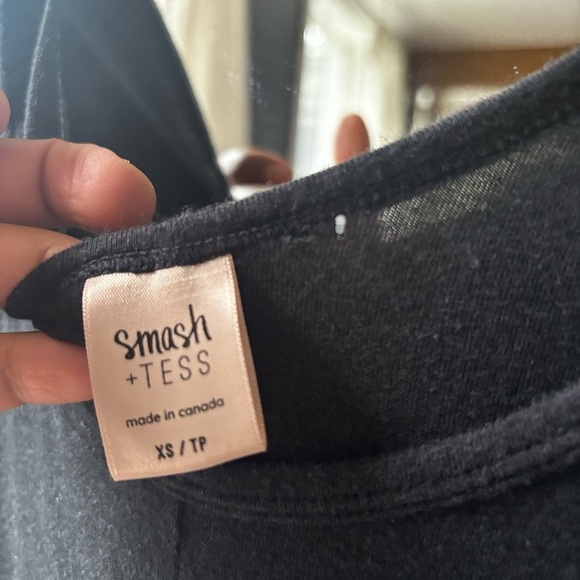 smash
+TESS
made in canada
XS / TP